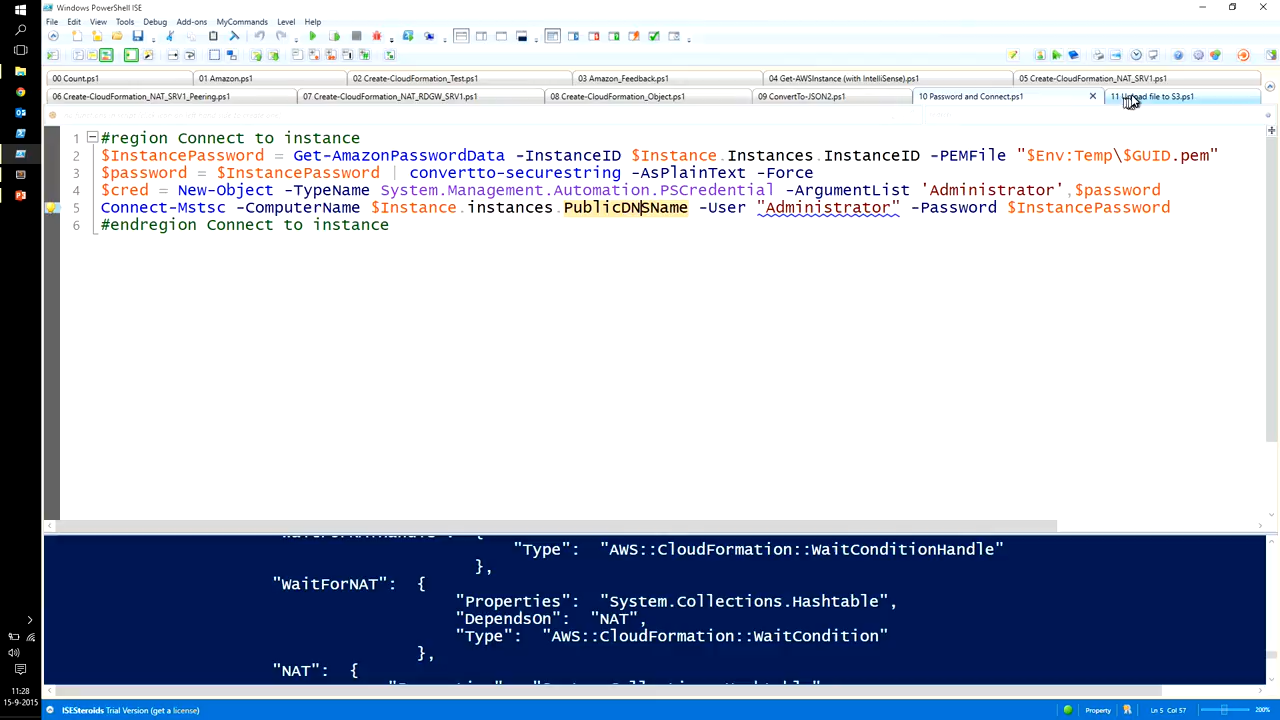 Windows PowerShell ISE
File Edit View Tools Debug Add-ons MyCommands Level Help
00 Count.ps1 01 Amazon.ps1 02 Create-CloudFormation_Test.ps1 03 Amazon_Feedback.ps1 04 Get-AWSInstance (with IntelliSense).ps1 05 Create-CloudFormation_NAT_SRV1.ps1
06 Create-CloudFormation_NAT_SRV1_Peering.ps1 07 Create-CloudFormation_NAT_RDGW_SRV1.ps1 08 Create-CloudFormation_Object.ps1 09 ConvertTo-JSON2.ps1 10 Password and Connect.ps1 11 Upload file to S3.ps1
1 #region Connect to instance
2 $InstancePassword = Get-AmazonPasswordData -InstanceID $Instance.Instances.InstanceID -PEMFile "$Env:Temp\$GUID.pem"
3 $password = $InstancePassword | convertto-securestring -AsPlainText -Force
4 $cred = New-Object -TypeName System.Management.Automation.PSCredential -ArgumentList 'Administrator',$password
5 Connect-Mstsc -ComputerName $Instance.instances.PublicDNSName -User "Administrator" -Password $InstancePassword
6 #endregion Connect to instance
"Type": "AWS::CloudFormation::WaitConditionHandle"
},
"WaitForNAT": {
"Properties": "System.Collections.Hashtable",
"DependsOn": "NAT",
"Type": "AWS::CloudFormation::WaitCondition"
},
"NAT": {
11:28
15-9-2015
ISESteroids Trial Version (get a license) Property Ln 5 Col 57 200%